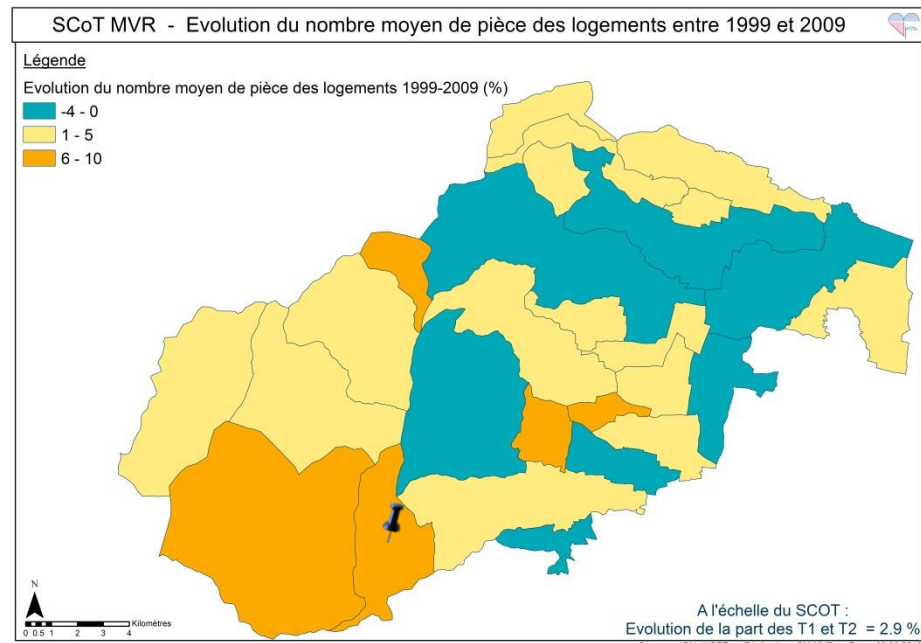 SCoT MVR - Evolution du nombre moyen de pièce des logements entre 1999 et 2009
Légende
Evolution du nombre moyen de pièce des logements 1999-2009 (%)
-4 - 0
1 - 5
6 - 10
N
Kilomètres
0 0.5 1 2 3 4
A l'échelle du SCOT :
Evolution de la part des T1 et T2 = 2.9 %